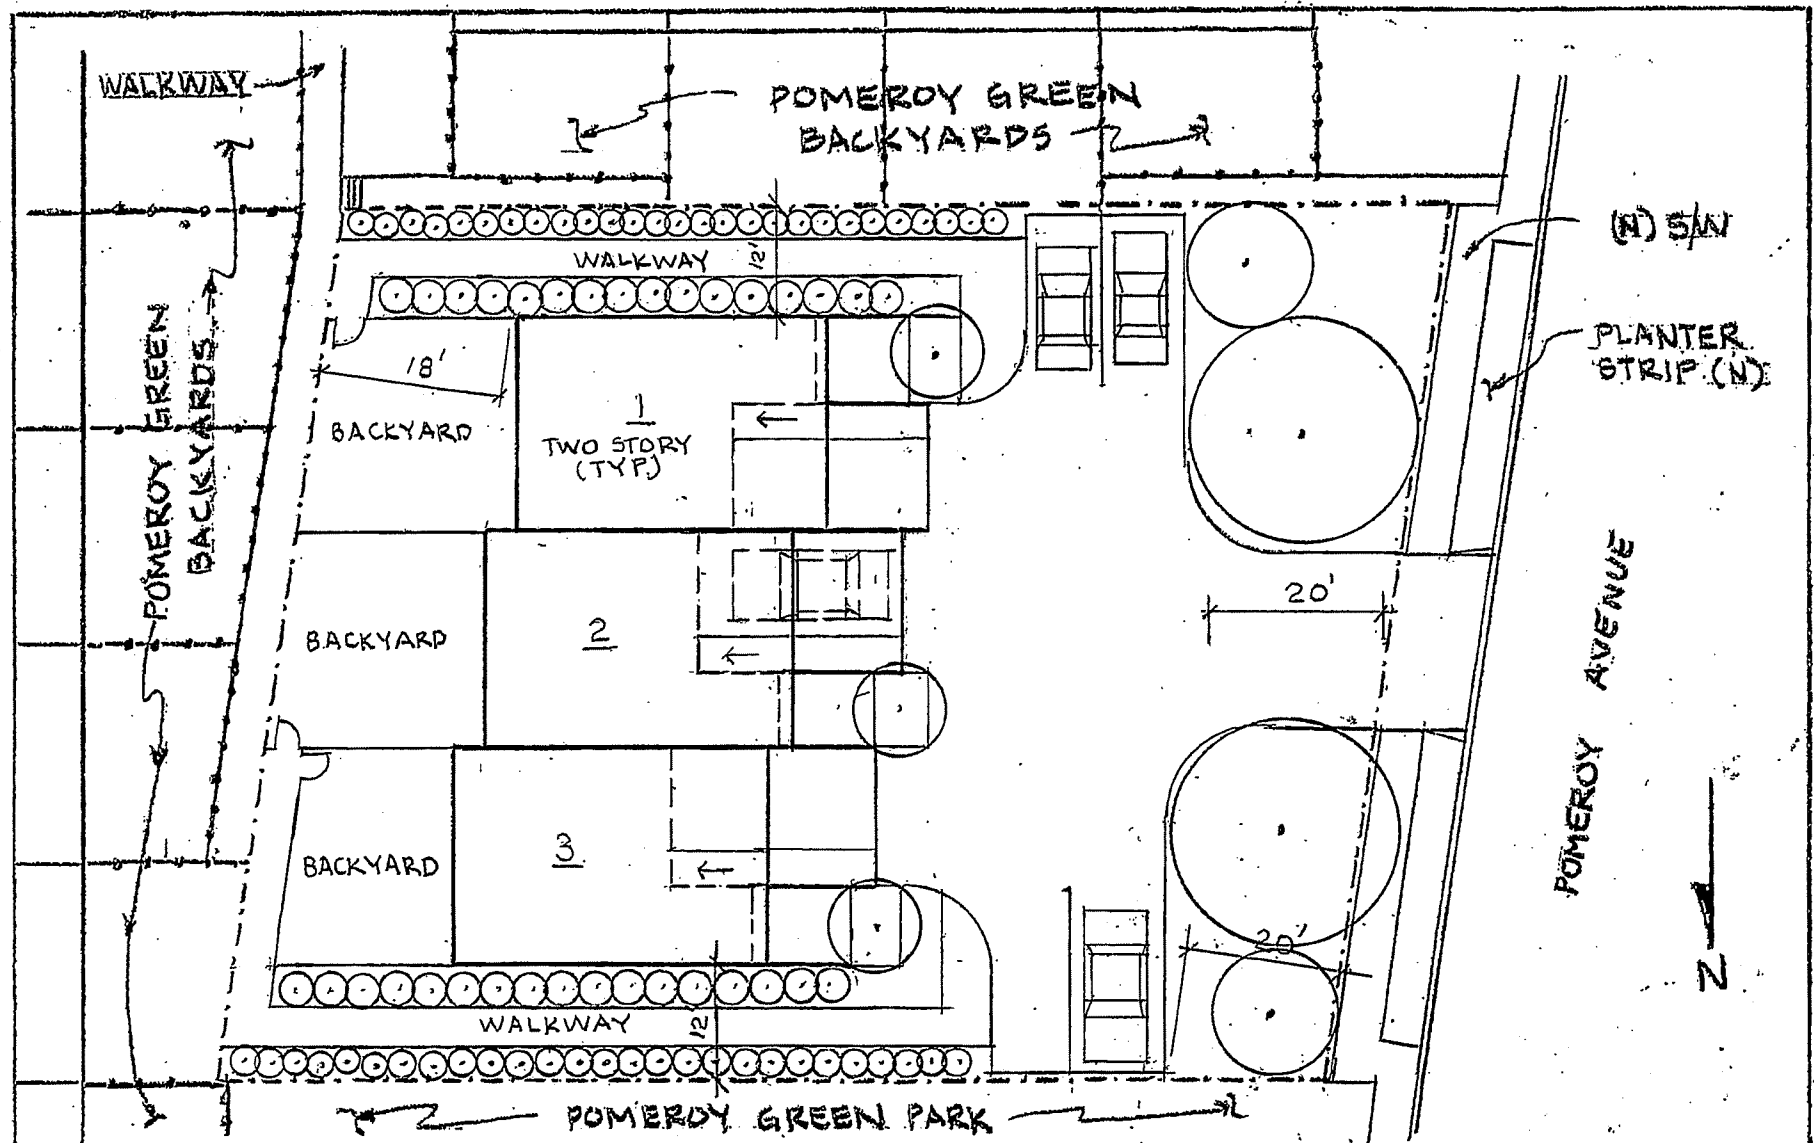 WALKWAY
POMEROY GREEN
BACKYARDS
(N) S/W
WALKWAY
12'
PLANTER
STRIP (N)
POMEROY GREEN
BACKYARDS
18'
BACKYARD
1
TWO STORY
(TYP.)
20'
BACKYARD
2
POMEROY AVENUE
BACKYARD
3
20'
N
WALKWAY
12'
POMEROY GREEN PARK